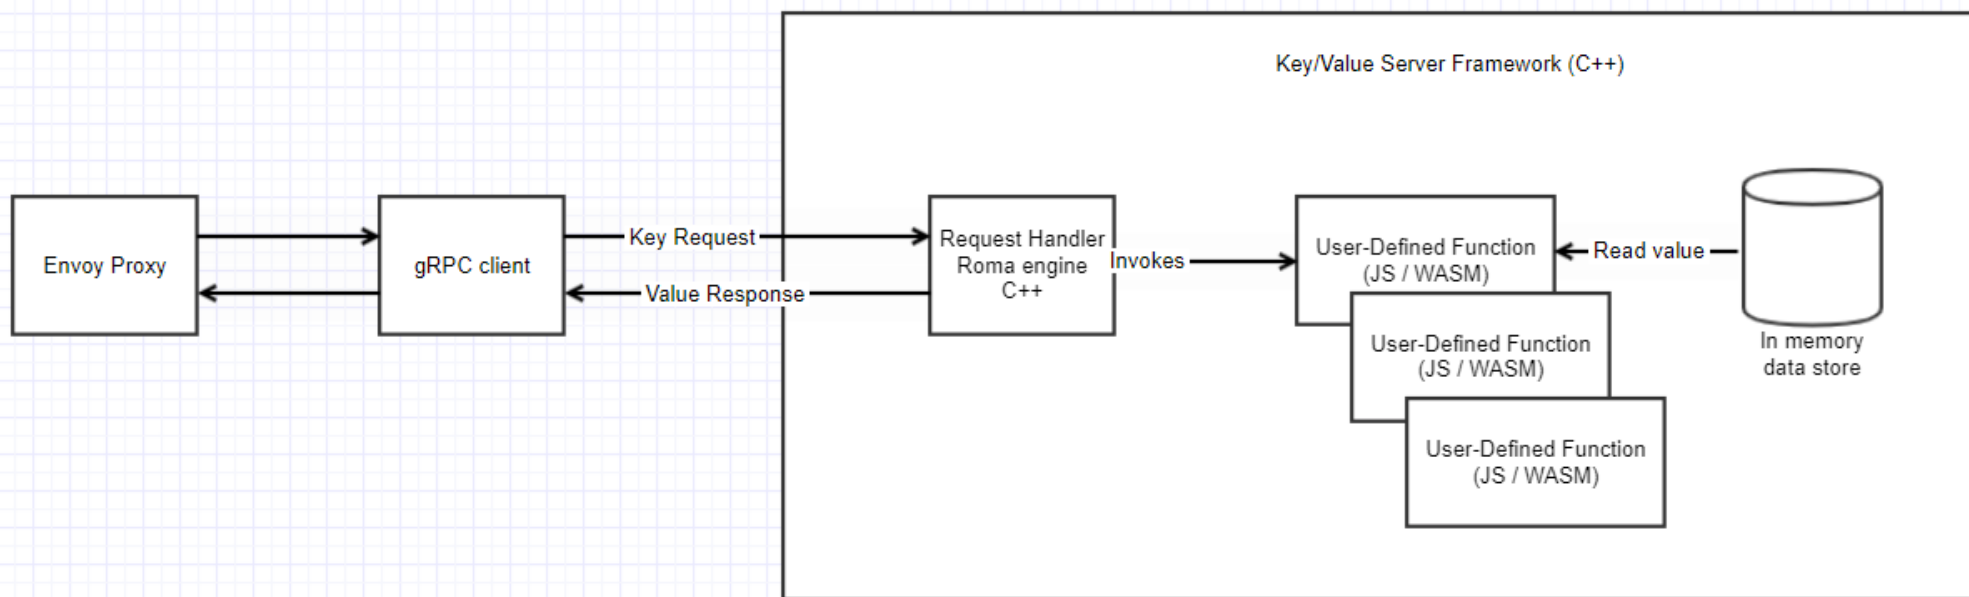 Key/Value Server Framework (C++)
Envoy Proxy
gRPC client
Key Request
Value Response
Request Handler
Roma engine
C++
Invokes
User-Defined Function
(JS / WASM)
Read value
In memory
data store
User-Defined Function
(JS / WASM)
User-Defined Function
(JS / WASM)